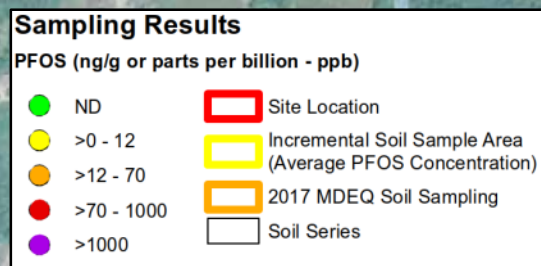 Sampling Results
PFOS (ng/g or parts per billion - ppb)
ND
>0 - 12
>12 - 70
>70 - 1000
>1000
Site Location
Incremental Soil Sample Area
(Average PFOS Concentration)
2017 MDEQ Soil Sampling
Soil Series